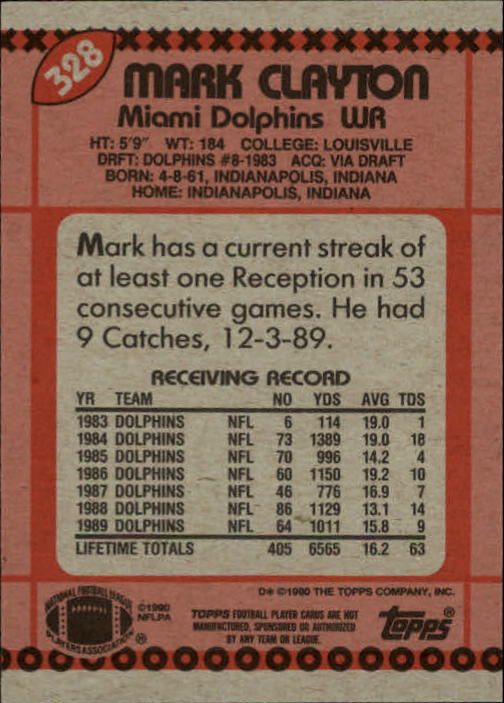 328
MARK CLAYTON
Miami Dolphins WR
HT: 5'9" WT: 184 COLLEGE: LOUISVILLE
DRFT: DOLPHINS #8-1983 ACQ: VIA DRAFT
BORN: 4-8-61, INDIANAPOLIS, INDIANA
HOME: INDIANAPOLIS, INDIANA
Mark has a current streak of
at least one Reception in 53
consecutive games. He had
9 Catches, 12-3-89.
RECEIVING RECORD
YR TEAM NO YDS AVG TDS
1983 DOLPHINS NFL 6 114 19.0 1
1984 DOLPHINS NFL 73 1389 19.0 18
1985 DOLPHINS NFL 70 996 14.2 4
1986 DOLPHINS NFL 60 1150 19.2 10
1987 DOLPHINS NFL 46 776 16.9 7
1988 DOLPHINS NFL 86 1129 13.1 14
1989 DOLPHINS NFL 64 1011 15.8 9
LIFETIME TOTALS 405 6565 16.2 63
D* ©1990 THE TOPPS COMPANY, INC.
NATIONAL FOOTBALL LEAGUE
PLAYERS ASSOCIATION ®
©1990
NFLPA
TOPPS FOOTBALL PLAYER CARDS ARE NOT
MANUFACTURED, SPONSORED OR AUTHORIZED
BY ANY TEAM OR LEAGUE.
topps®